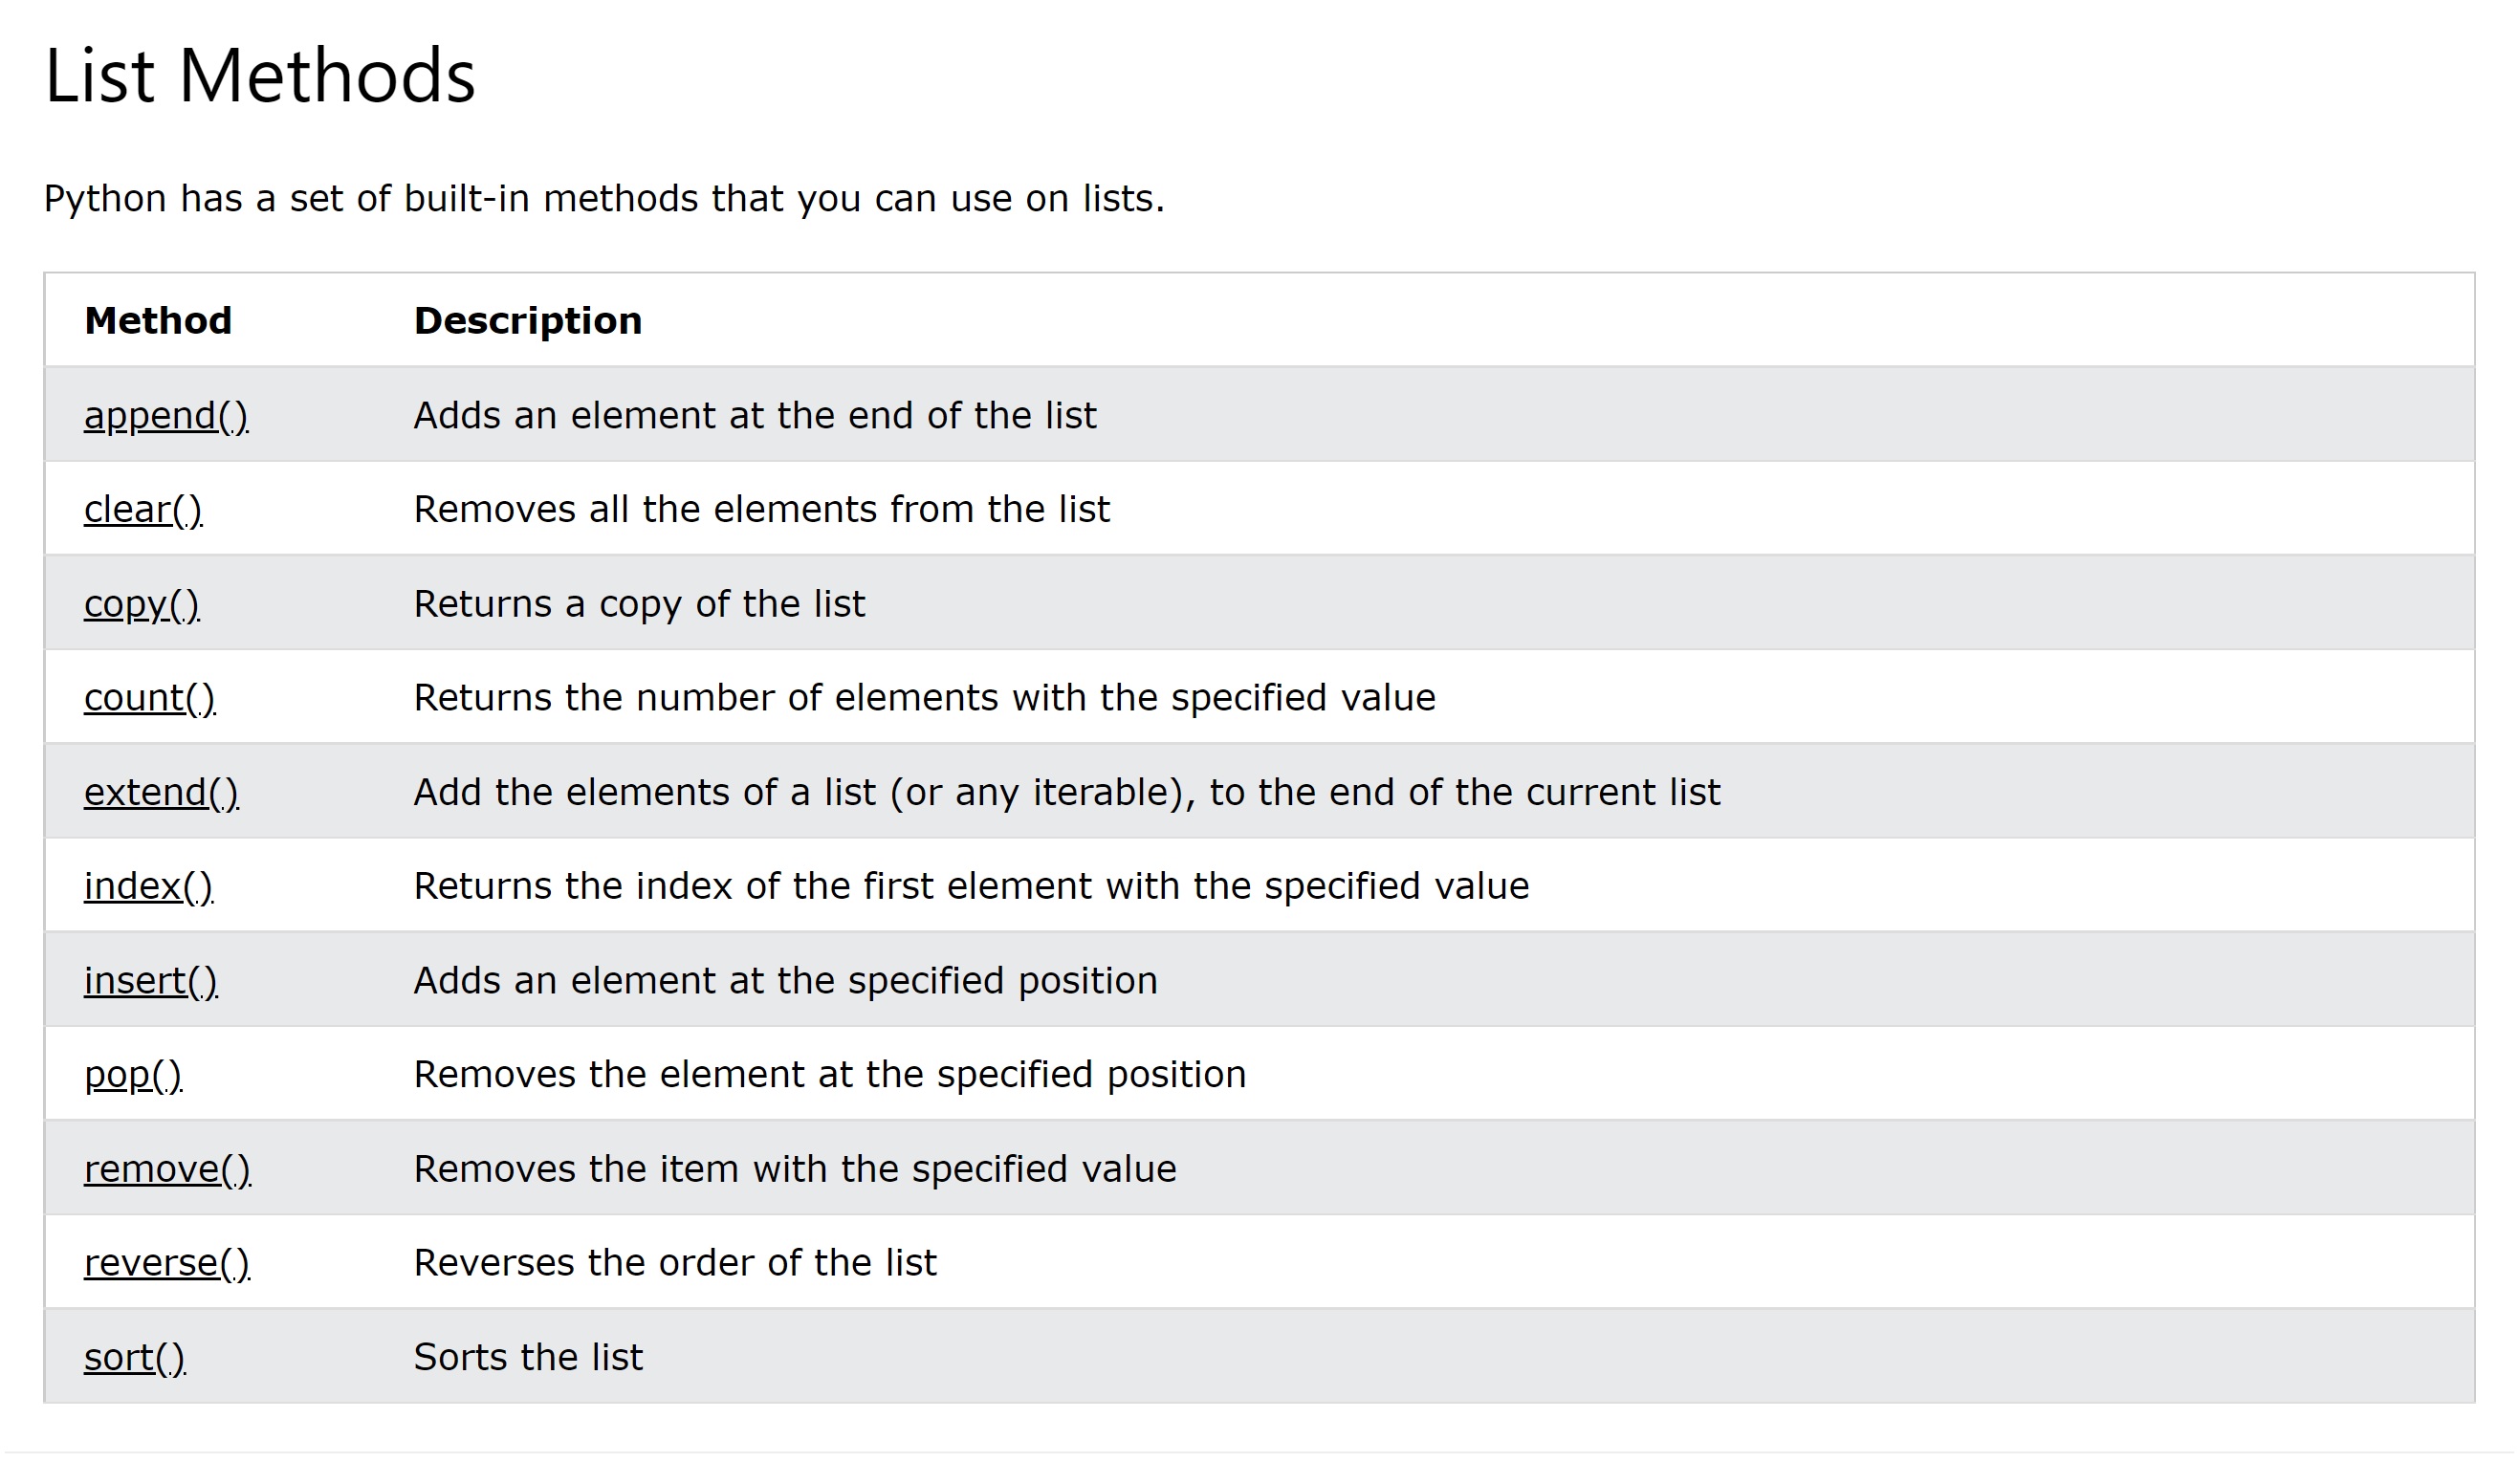 List Methods
Python has a set of built-in methods that you can use on lists.
Method Description
append() Adds an element at the end of the list
clear() Removes all the elements from the list
copy() Returns a copy of the list
count() Returns the number of elements with the specified value
extend() Add the elements of a list (or any iterable), to the end of the current list
index() Returns the index of the first element with the specified value
insert() Adds an element at the specified position
pop() Removes the element at the specified position
remove() Removes the item with the specified value
reverse() Reverses the order of the list
sort() Sorts the list